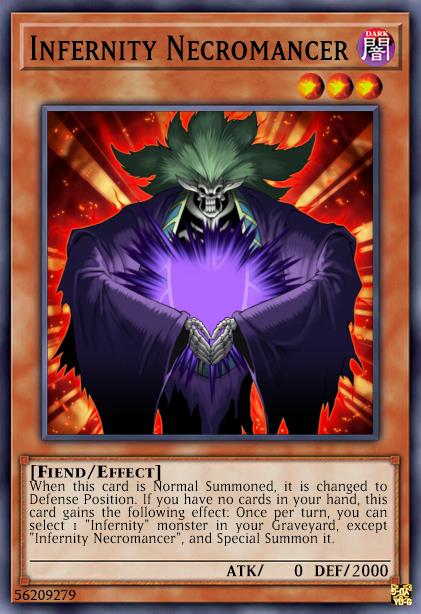 INFERNITY NECROMANCER
DARK
闇
[FIEND/EFFECT]
When this card is Normal Summoned, it is changed to
Defense Position. If you have no cards in your hand, this
card gains the following effect: Once per turn, you can
select 1 "Infernity" monster in your Graveyard, except
"Infernity Necromancer", and Special Summon it.
ATK/ 0 DEF/2000
56209279